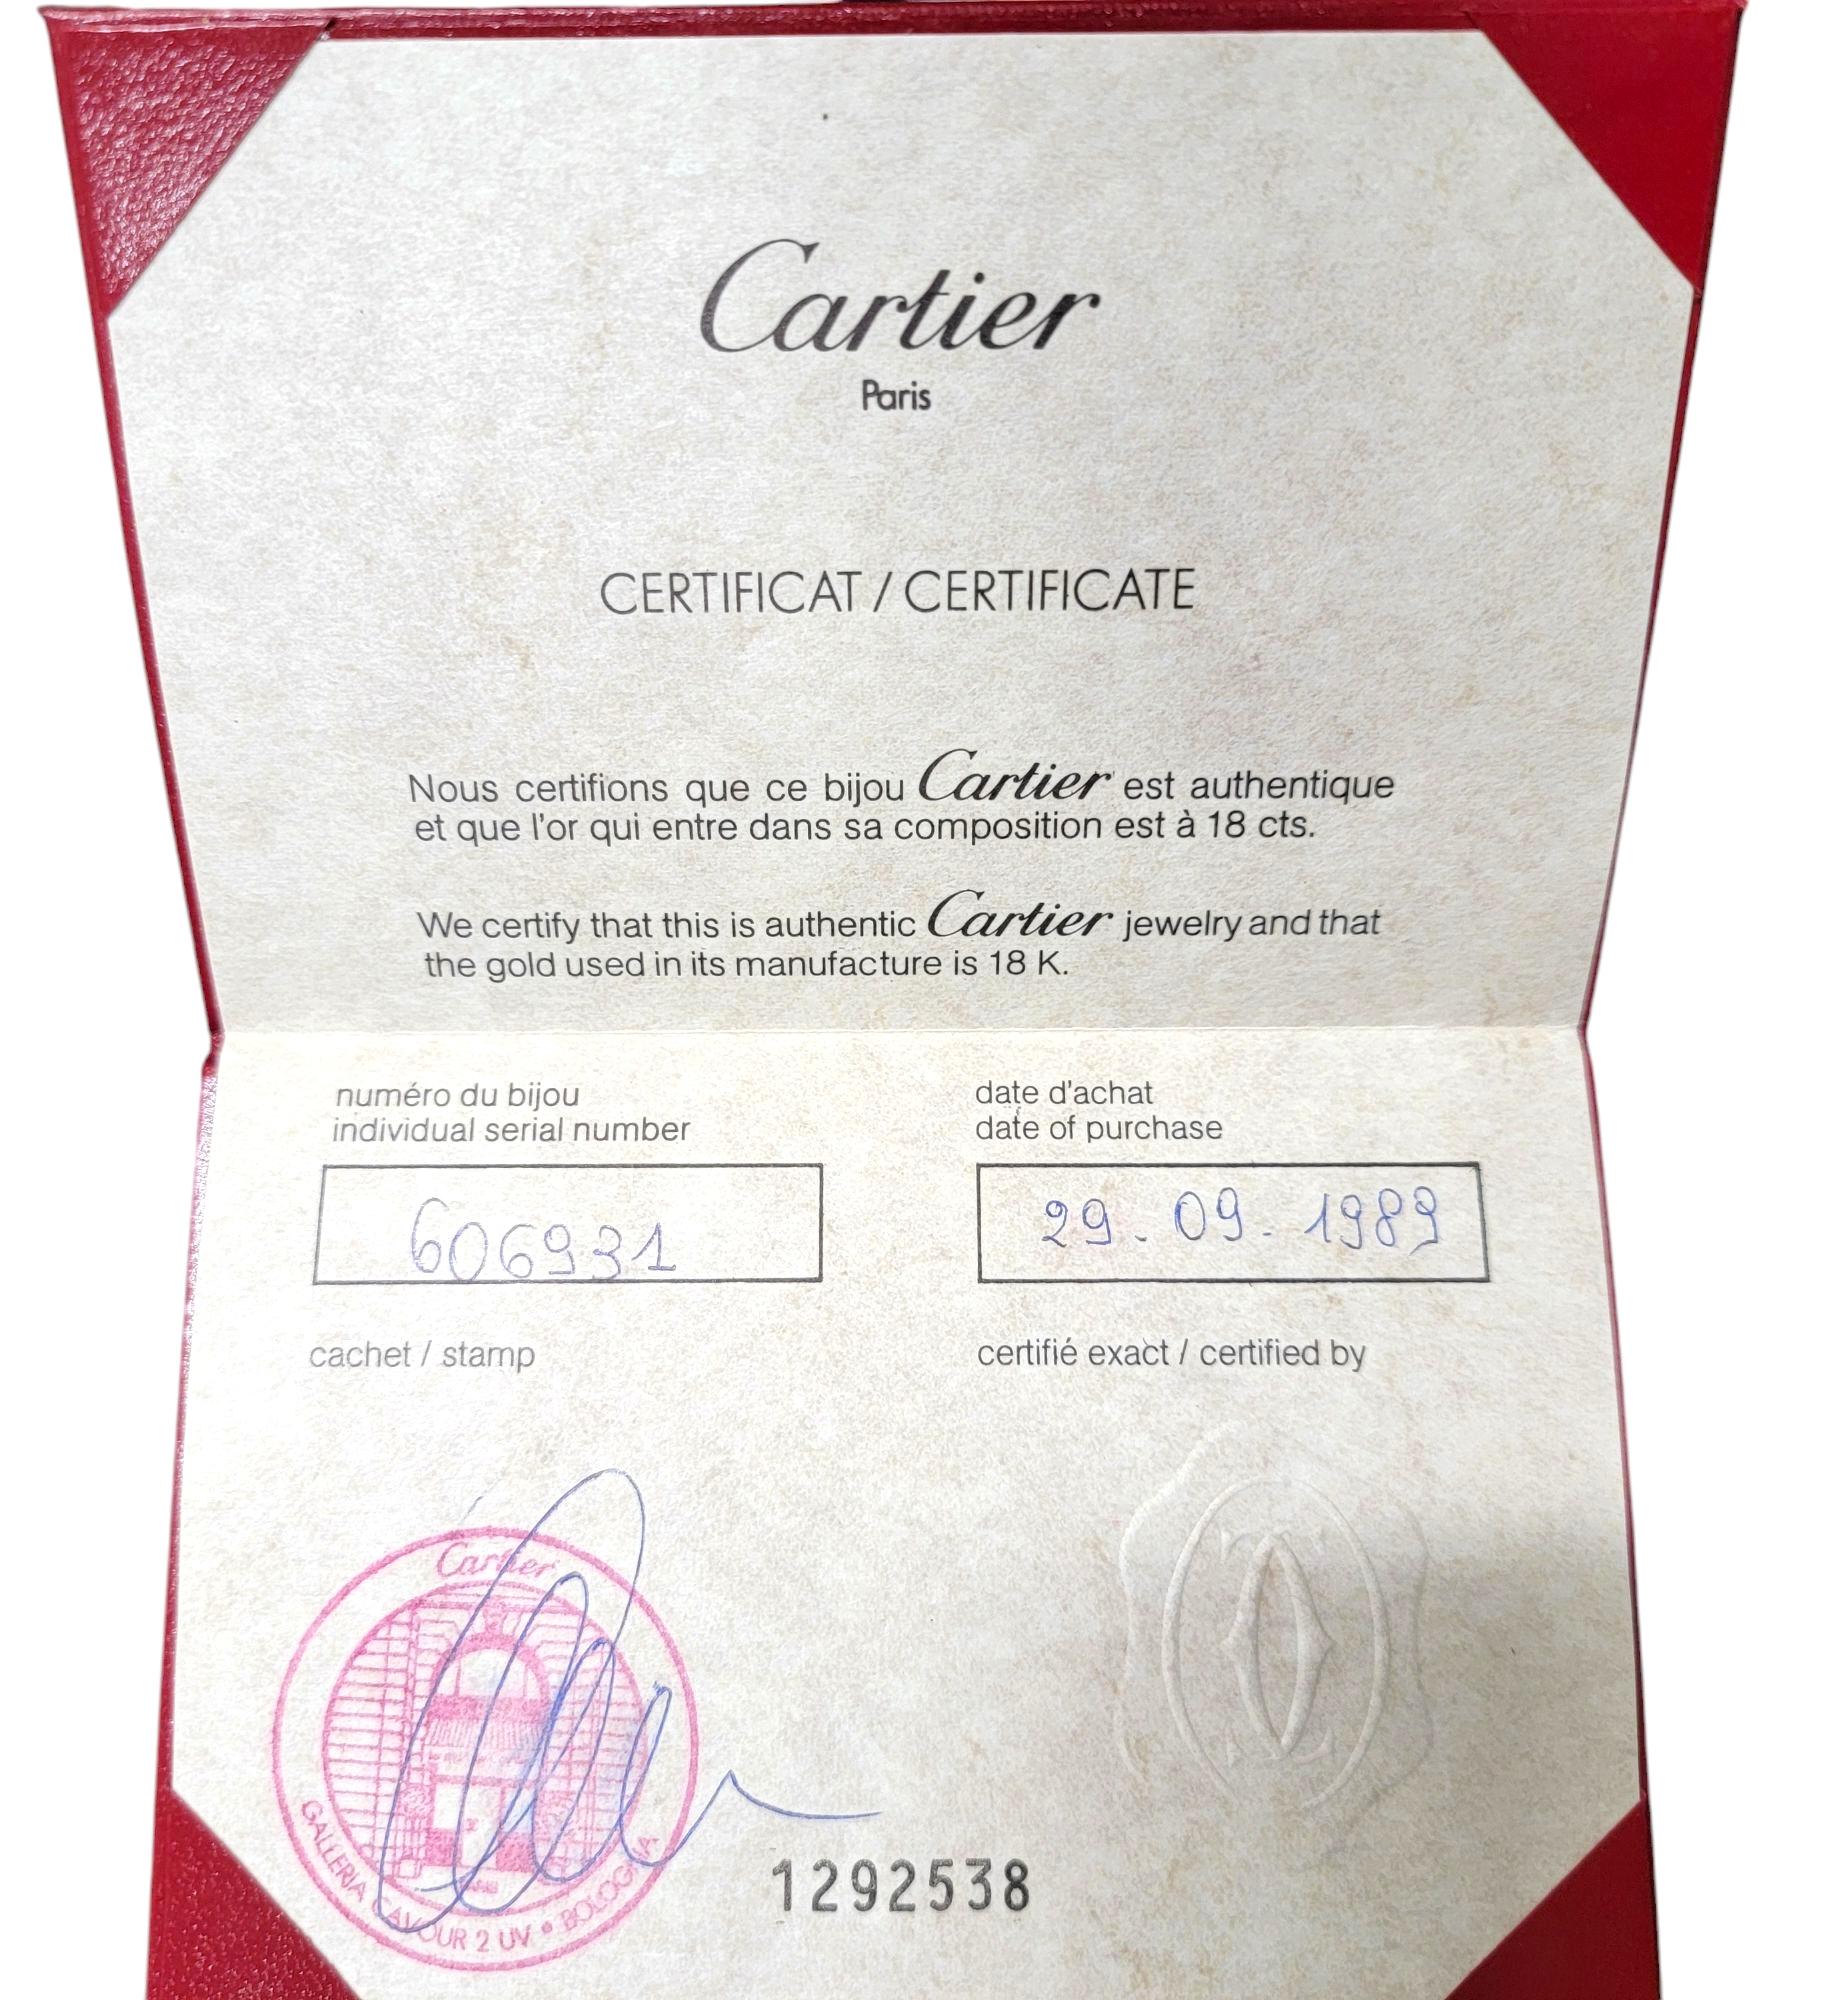 Cartier
Paris
CERTIFICAT / CERTIFICATE
Nous certifions que ce bijou Cartier est authentique
et que l'or qui entre dans sa composition est à 18 cts.
We certify that this is authentic Cartier jewelry and that
the gold used in its manufacture is 18 K.
numéro du bijou
individual serial number
date d'achat
date of purchase
606931
29.09.1989
cachet / stamp
certifié exact / certified by
Cartier
GALLERIA CAVOUR 2 UV • BOLOGNA
1292538